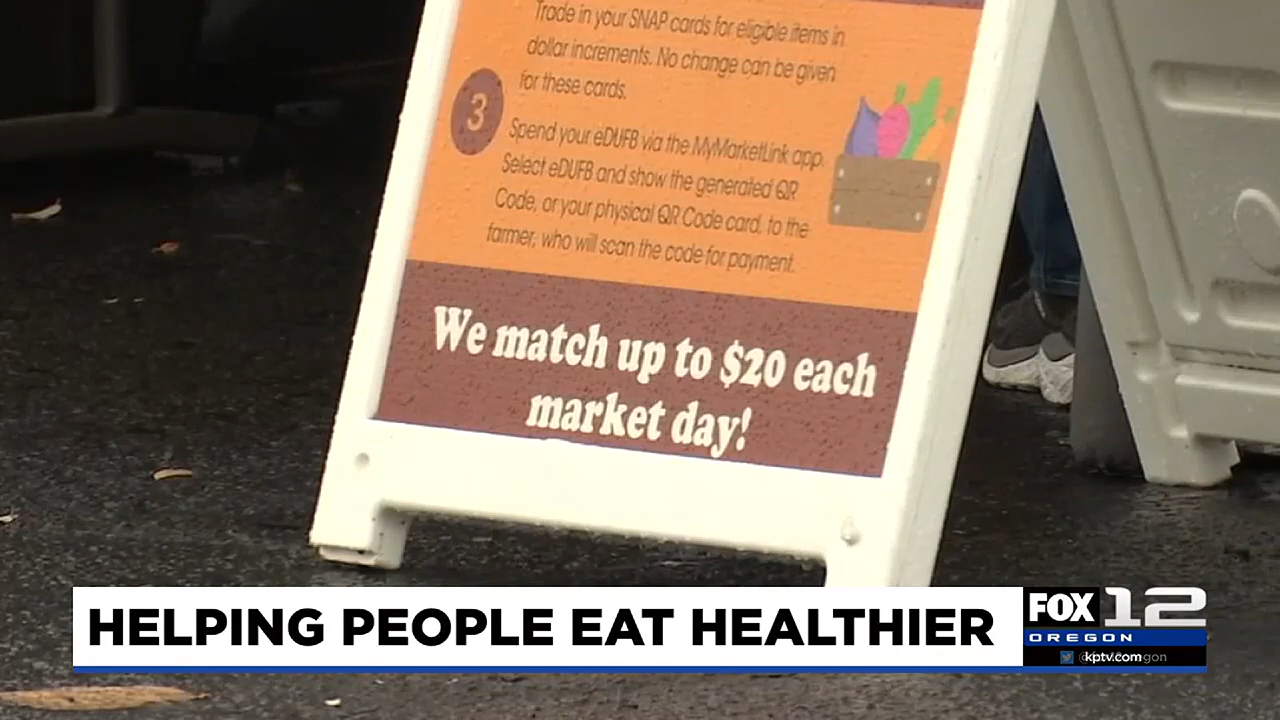 Trade in your SNAP cards for eligible items in
dollar increments. No change can be given
for these cards.
3
Spend your eDUFB via the MyMarketLink app.
Select eDUFB and show the generated QR
Code, or your physical QR Code card, to the
farmer, who will scan the code for payment.
We match up to $20 each
market day!
HELPING PEOPLE EAT HEALTHIER
FOX 12
OREGON
kptv.com